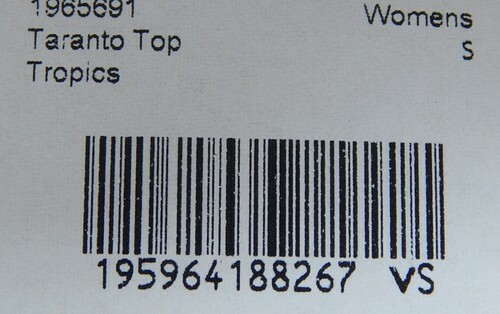 1965691
Womens
Taranto Top
S
Tropics
195964188267 VS